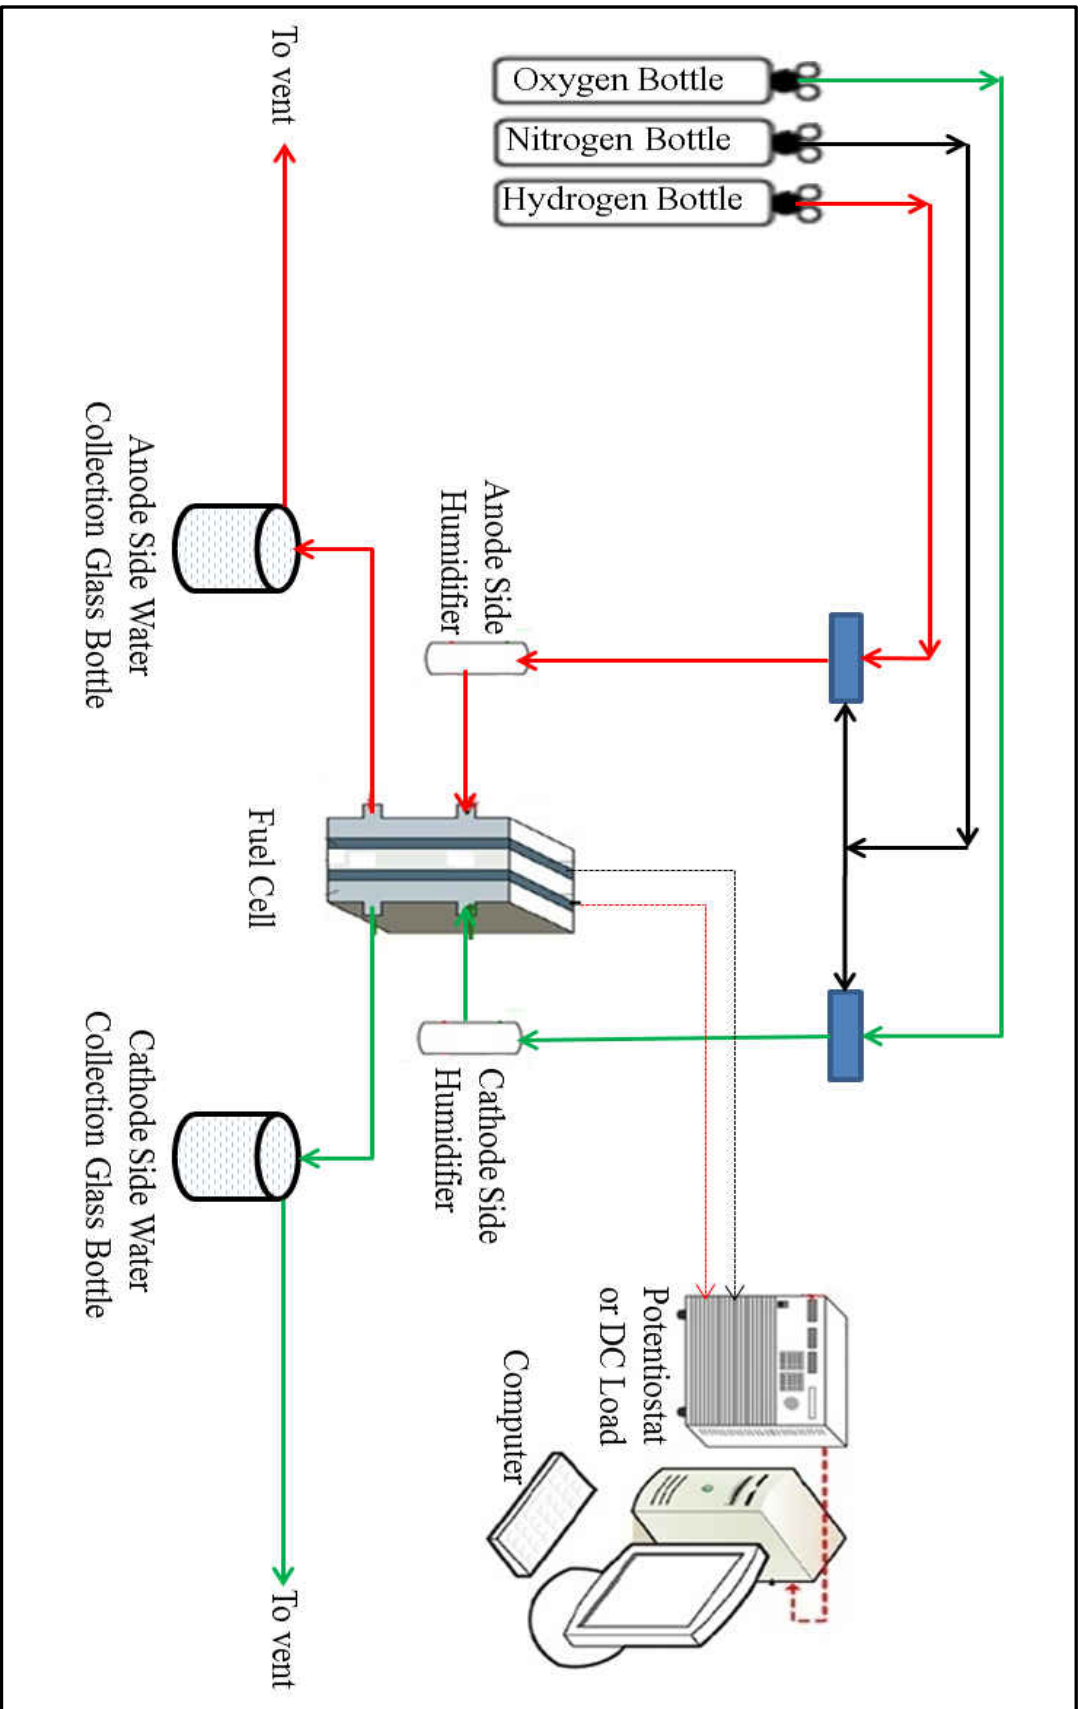 Oxygen Bottle
Nitrogen Bottle
Hydrogen Bottle
To vent
Anode Side
Humidifier
Anode Side Water
Collection Glass Bottle
Fuel Cell
Cathode Side
Humidifier
Cathode Side Water
Collection Glass Bottle
Potentiostat
or DC Load
Computer
To vent